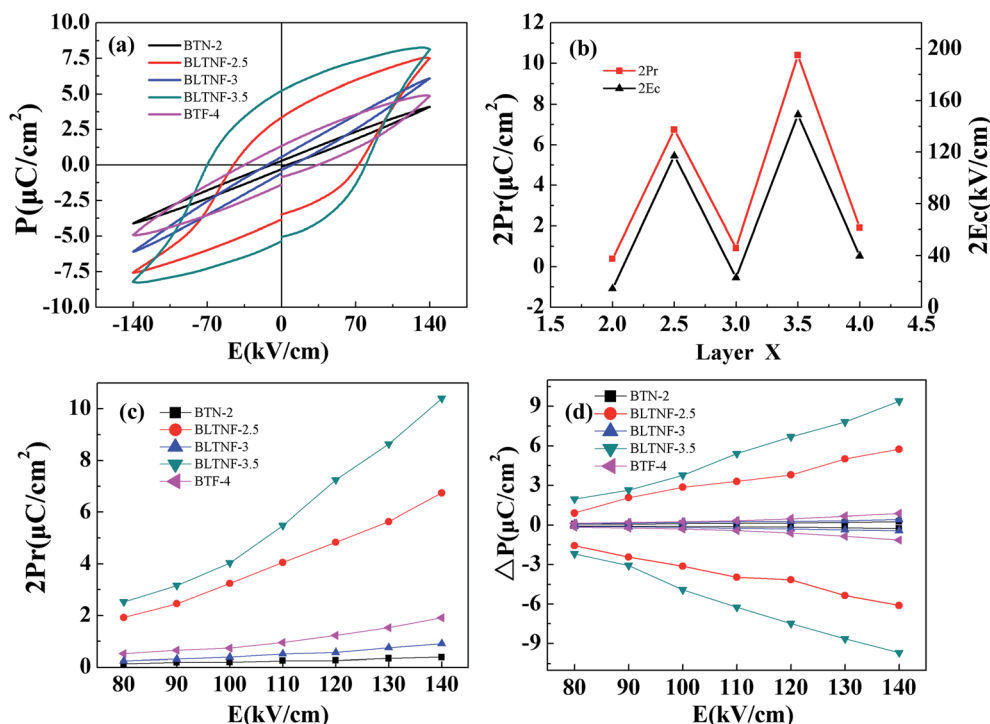 (a)
BTN-2
BLTNF-2.5
BLTNF-3
BLTNF-3.5
BTF-4
10.0
7.5
5.0
2.5
0.0
-2.5
-5.0
-7.5
-10.0
P(μC/cm²)
-140 -70 0 70 140
E(kV/cm)
(b)
2Pr
2Ec
12
10
8
6
4
2
0
-2
2Pr(μC/cm²)
200
160
120
80
40
0
2Ec(kV/cm)
1.5 2.0 2.5 3.0 3.5 4.0 4.5
Layer X
(c)
BTN-2
BLTNF-2.5
BLTNF-3
BLTNF-3.5
BTF-4
10
8
6
4
2
0
2Pr(μC/cm²)
80 90 100 110 120 130 140
E(kV/cm)
(d)
BTN-2
BLTNF-2.5
BLTNF-3
BLTNF-3.5
BTF-4
9
6
3
0
-3
-6
-9
△P(μC/cm²)
80 90 100 110 120 130 140
E(kV/cm)